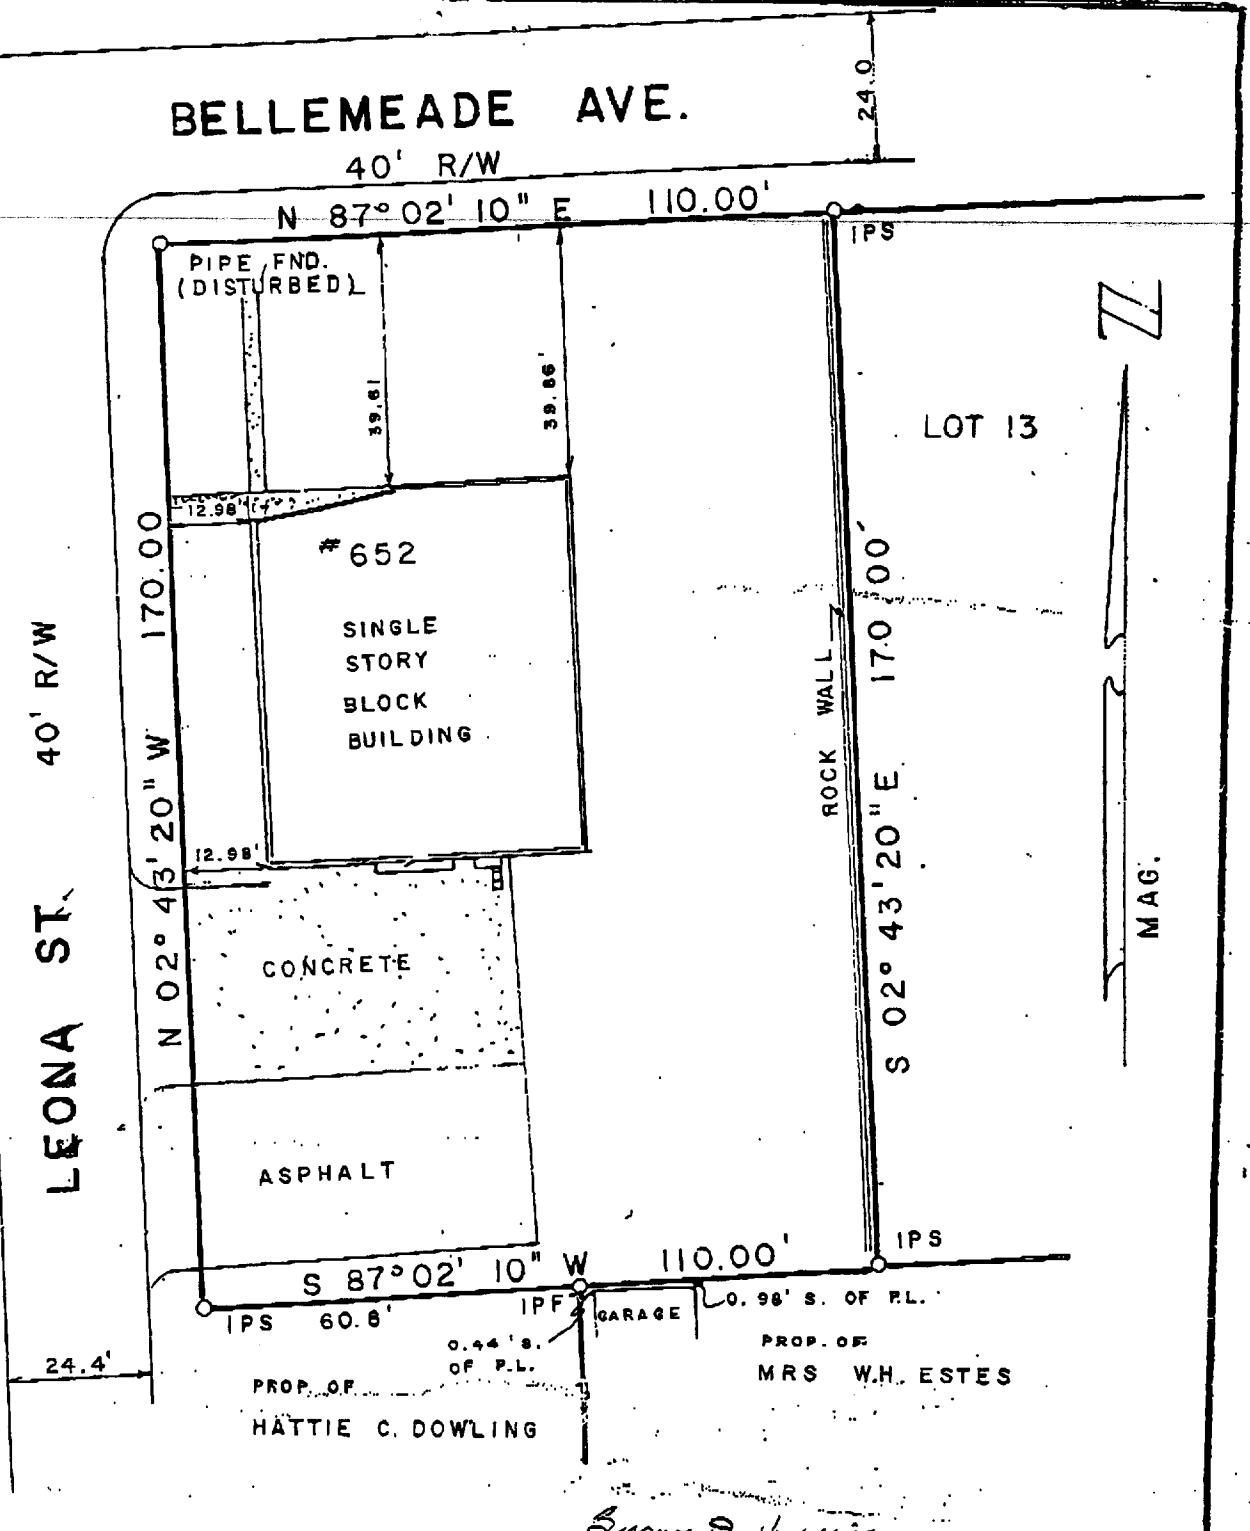 BELLEMEADE AVE.
24.0
40' R/W
N 87° 02' 10" E 110.00'
IPS
PIPE FND.
(DISTURBED)
39.61
39.86'
LOT 13
12.98'
#652
SINGLE
STORY
BLOCK
BUILDING
N 02° 43' 20" W 170.00
LEONA ST. 40' R/W
ROCK WALL
S 02° 43' 20" E 170.00'
MAG.
12.98'
CONCRETE
ASPHALT
S 87° 02' 10" W 110.00'
IPS
IPS 60.8' IPF
GARAGE
0.98' S. OF P.L.
0.44' S.
OF P.L.
24.4'
PROP. OF
HATTIE C. DOWLING
PROP. OF
MRS W.H. ESTES